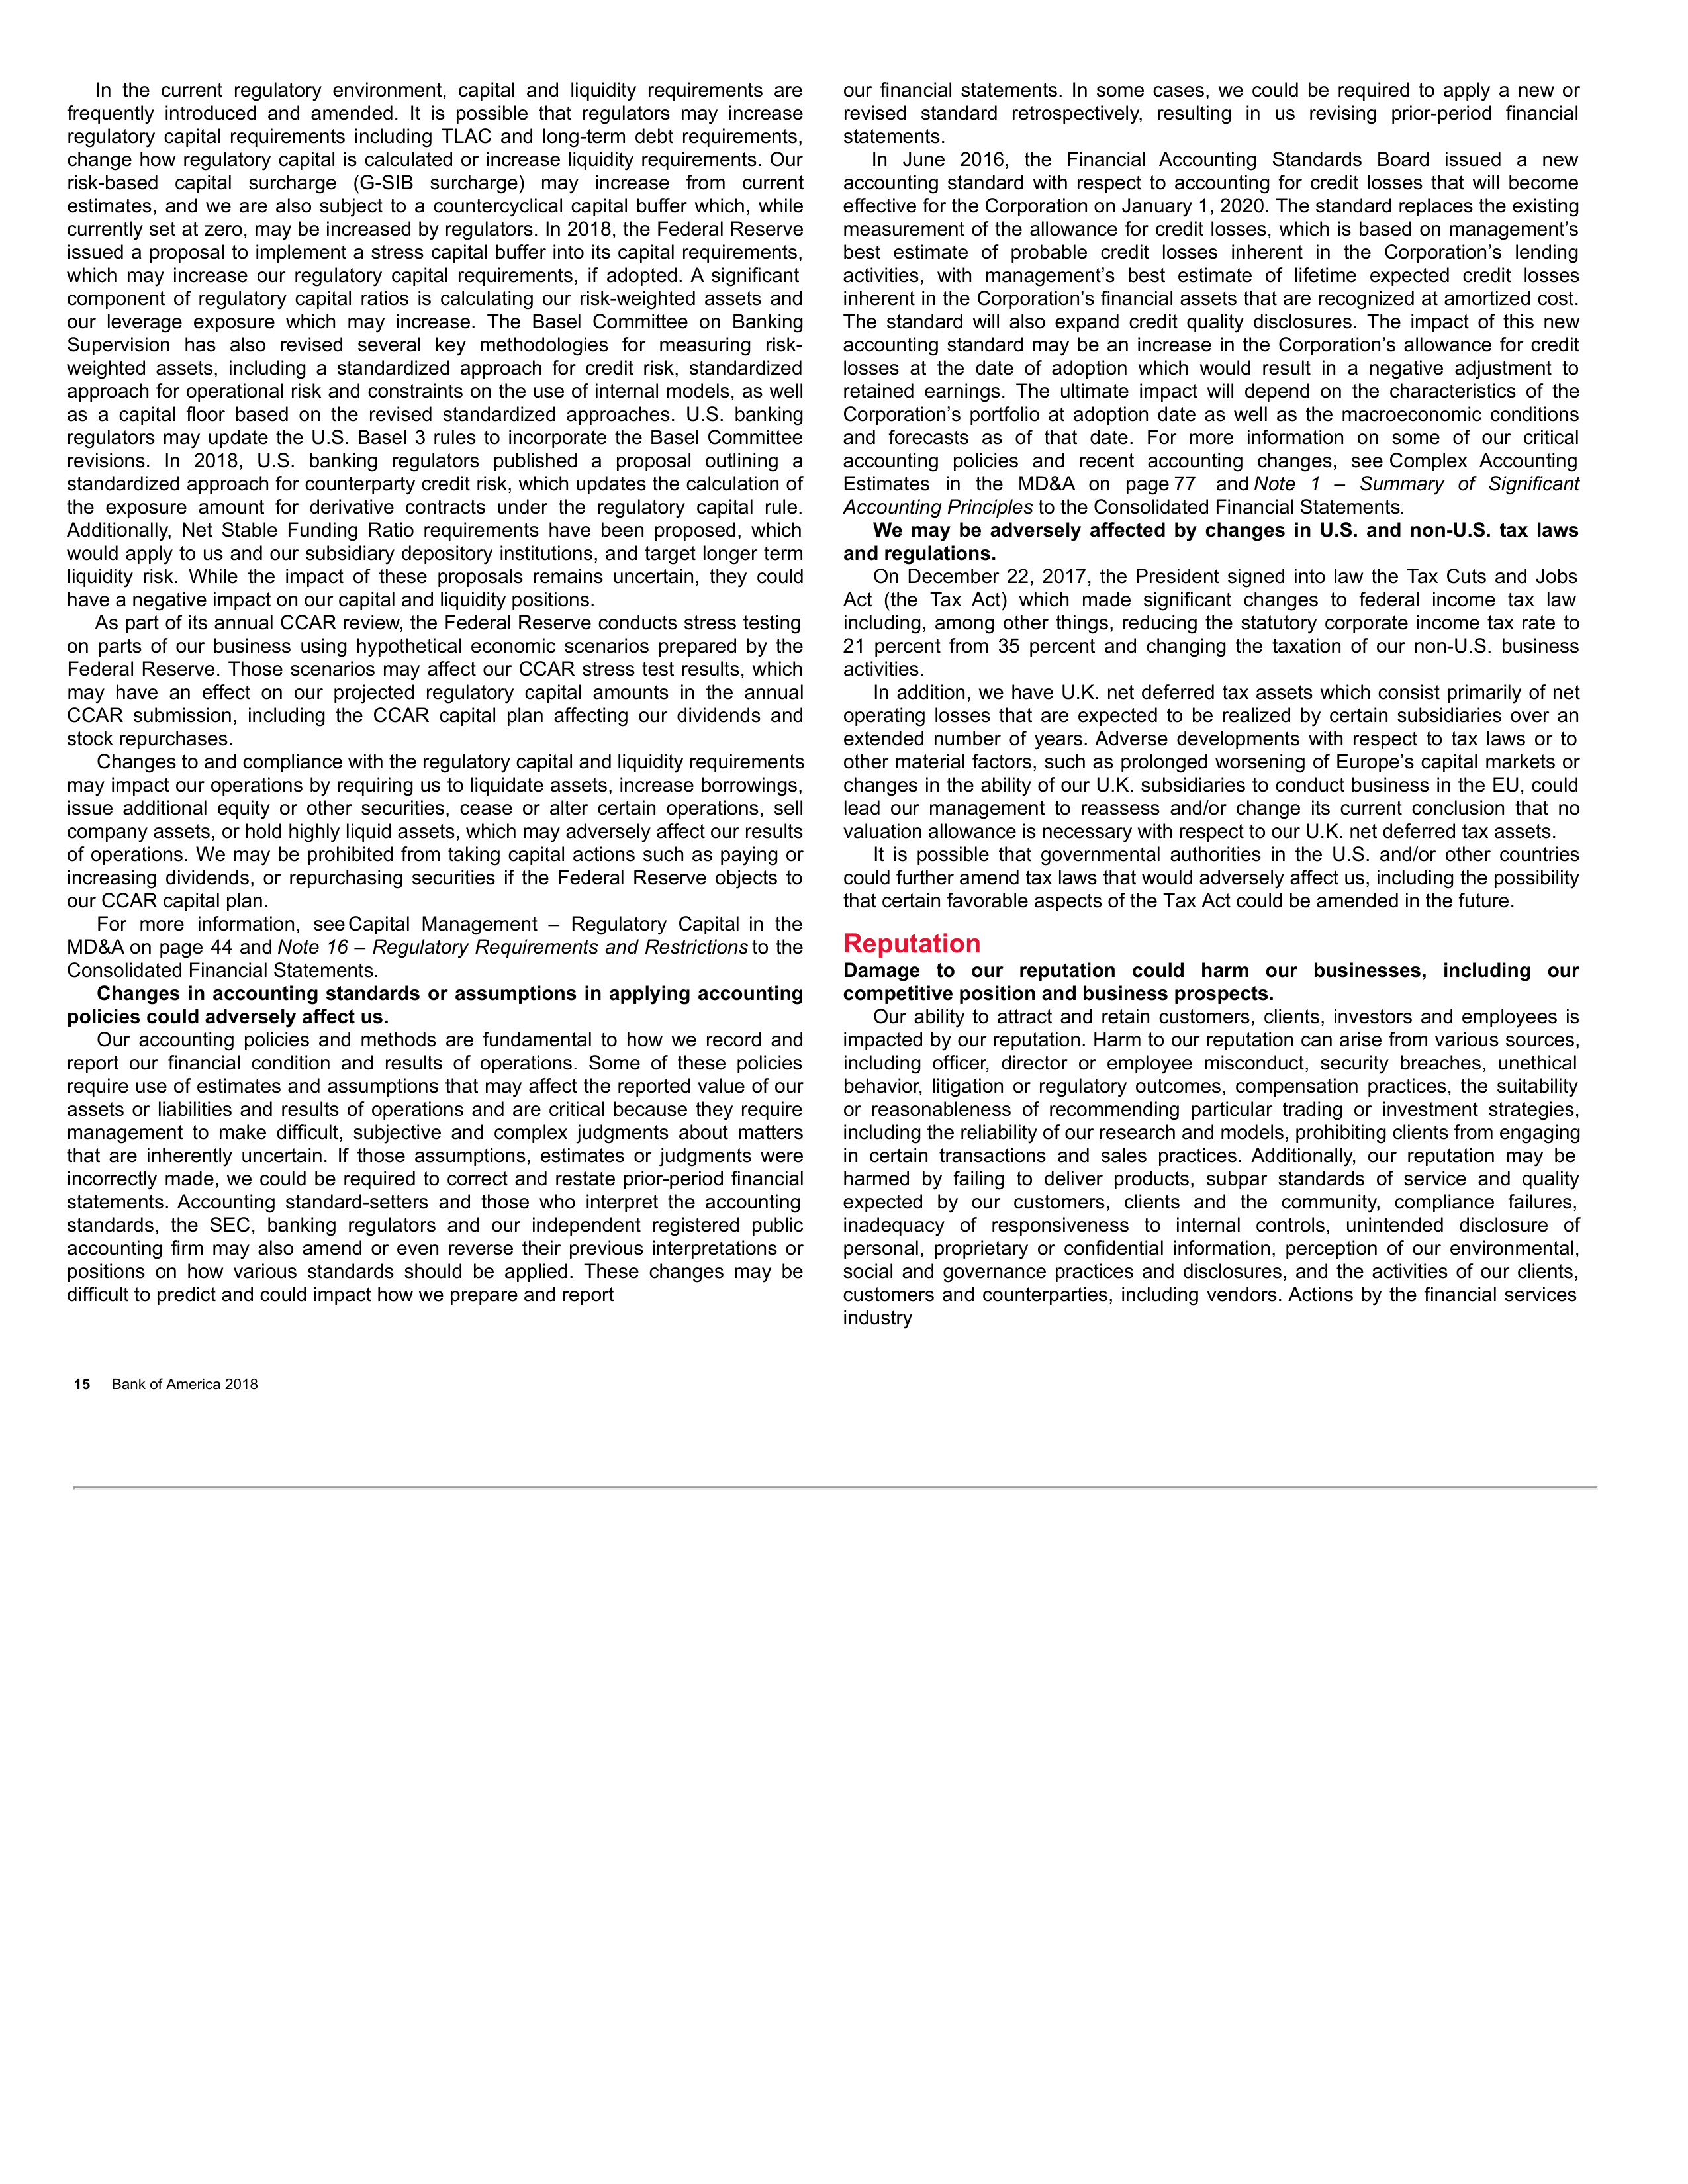 In the current regulatory environment, capital and liquidity requirements are
frequently introduced and amended. It is possible that regulators may increase
regulatory capital requirements including TLAC and long-term debt requirements,
change how regulatory capital is calculated or increase liquidity requirements. Our
risk-based capital surcharge (G-SIB surcharge) may increase from current
estimates, and we are also subject to a countercyclical capital buffer which, while
currently set at zero, may be increased by regulators. In 2018, the Federal Reserve
issued a proposal to implement a stress capital buffer into its capital requirements,
which may increase our regulatory capital requirements, if adopted. A significant
component of regulatory capital ratios is calculating our risk-weighted assets and
our leverage exposure which may increase. The Basel Committee on Banking
Supervision has also revised several key methodologies for measuring risk-
weighted assets, including a standardized approach for credit risk, standardized
approach for operational risk and constraints on the use of internal models, as well
as a capital floor based on the revised standardized approaches. U.S. banking
regulators may update the U.S. Basel 3 rules to incorporate the Basel Committee
revisions. In 2018, U.S. banking regulators published a proposal outlining a
standardized approach for counterparty credit risk, which updates the calculation of
the exposure amount for derivative contracts under the regulatory capital rule.
Additionally, Net Stable Funding Ratio requirements have been proposed, which
would apply to us and our subsidiary depository institutions, and target longer term
liquidity risk. While the impact of these proposals remains uncertain, they could
have a negative impact on our capital and liquidity positions.
As part of its annual CCAR review, the Federal Reserve conducts stress testing
on parts of our business using hypothetical economic scenarios prepared by the
Federal Reserve. Those scenarios may affect our CCAR stress test results, which
may have an effect on our projected regulatory capital amounts in the annual
CCAR submission, including the CCAR capital plan affecting our dividends and
stock repurchases.
Changes to and compliance with the regulatory capital and liquidity requirements
may impact our operations by requiring us to liquidate assets, increase borrowings,
issue additional equity or other securities, cease or alter certain operations, sell
company assets, or hold highly liquid assets, which may adversely affect our results
of operations. We may be prohibited from taking capital actions such as paying or
increasing dividends, or repurchasing securities if the Federal Reserve objects to
our CCAR capital plan.
For more information, see Capital Management – Regulatory Capital in the
MD&A on page 44 and Note 16 – Regulatory Requirements and Restrictions to the
Consolidated Financial Statements.
Changes in accounting standards or assumptions in applying accounting
policies could adversely affect us.
Our accounting policies and methods are fundamental to how we record and
report our financial condition and results of operations. Some of these policies
require use of estimates and assumptions that may affect the reported value of our
assets or liabilities and results of operations and are critical because they require
management to make difficult, subjective and complex judgments about matters
that are inherently uncertain. If those assumptions, estimates or judgments were
incorrectly made, we could be required to correct and restate prior-period financial
statements. Accounting standard-setters and those who interpret the accounting
standards, the SEC, banking regulators and our independent registered public
accounting firm may also amend or even reverse their previous interpretations or
positions on how various standards should be applied. These changes may be
difficult to predict and could impact how we prepare and report
our financial statements. In some cases, we could be required to apply a new or
revised standard retrospectively, resulting in us revising prior-period financial
statements.
In June 2016, the Financial Accounting Standards Board issued a new
accounting standard with respect to accounting for credit losses that will become
effective for the Corporation on January 1, 2020. The standard replaces the existing
measurement of the allowance for credit losses, which is based on management’s
best estimate of probable credit losses inherent in the Corporation’s lending
activities, with management’s best estimate of lifetime expected credit losses
inherent in the Corporation’s financial assets that are recognized at amortized cost.
The standard will also expand credit quality disclosures. The impact of this new
accounting standard may be an increase in the Corporation’s allowance for credit
losses at the date of adoption which would result in a negative adjustment to
retained earnings. The ultimate impact will depend on the characteristics of the
Corporation’s portfolio at adoption date as well as the macroeconomic conditions
and forecasts as of that date. For more information on some of our critical
accounting policies and recent accounting changes, see Complex Accounting
Estimates in the MD&A on page 77 and Note 1 – Summary of Significant
Accounting Principles to the Consolidated Financial Statements.
We may be adversely affected by changes in U.S. and non-U.S. tax laws
and regulations.
On December 22, 2017, the President signed into law the Tax Cuts and Jobs
Act (the Tax Act) which made significant changes to federal income tax law
including, among other things, reducing the statutory corporate income tax rate to
21 percent from 35 percent and changing the taxation of our non-U.S. business
activities.
In addition, we have U.K. net deferred tax assets which consist primarily of net
operating losses that are expected to be realized by certain subsidiaries over an
extended number of years. Adverse developments with respect to tax laws or to
other material factors, such as prolonged worsening of Europe’s capital markets or
changes in the ability of our U.K. subsidiaries to conduct business in the EU, could
lead our management to reassess and/or change its current conclusion that no
valuation allowance is necessary with respect to our U.K. net deferred tax assets.
It is possible that governmental authorities in the U.S. and/or other countries
could further amend tax laws that would adversely affect us, including the possibility
that certain favorable aspects of the Tax Act could be amended in the future.
Reputation
Damage to our reputation could harm our businesses, including our
competitive position and business prospects.
Our ability to attract and retain customers, clients, investors and employees is
impacted by our reputation. Harm to our reputation can arise from various sources,
including officer, director or employee misconduct, security breaches, unethical
behavior, litigation or regulatory outcomes, compensation practices, the suitability
or reasonableness of recommending particular trading or investment strategies,
including the reliability of our research and models, prohibiting clients from engaging
in certain transactions and sales practices. Additionally, our reputation may be
harmed by failing to deliver products, subpar standards of service and quality
expected by our customers, clients and the community, compliance failures,
inadequacy of responsiveness to internal controls, unintended disclosure of
personal, proprietary or confidential information, perception of our environmental,
social and governance practices and disclosures, and the activities of our clients,
customers and counterparties, including vendors. Actions by the financial services
industry
15 Bank of America 2018